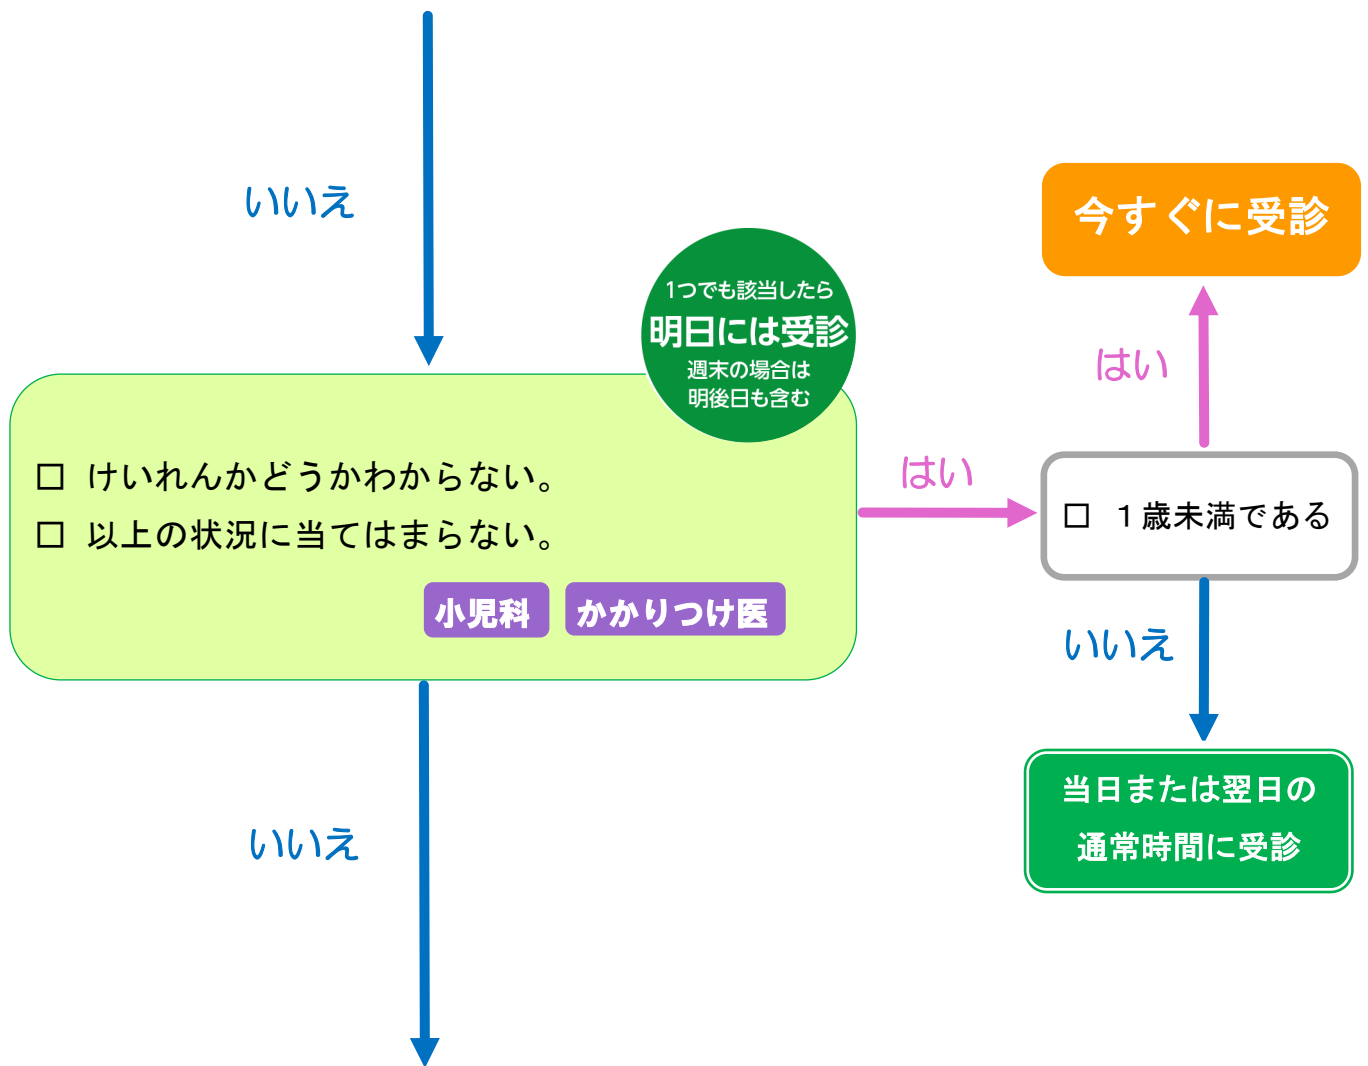 いいえ
今すぐに受診
1つでも該当したら
明日には受診
週末の場合は
明後日も含む
はい
□ けいれんかどうかわからない。
□ 以上の状況に当てはまらない。
小児科 かかりつけ医
はい
□ 1歳未満である
いいえ
当日または翌日の
通常時間に受診
いいえ